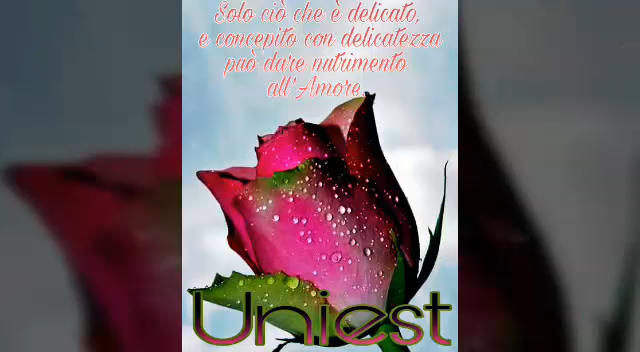 Solo ciò che è delicato,
e concepito con delicatezza
può dare nutrimento
all'Amore.
Uniest